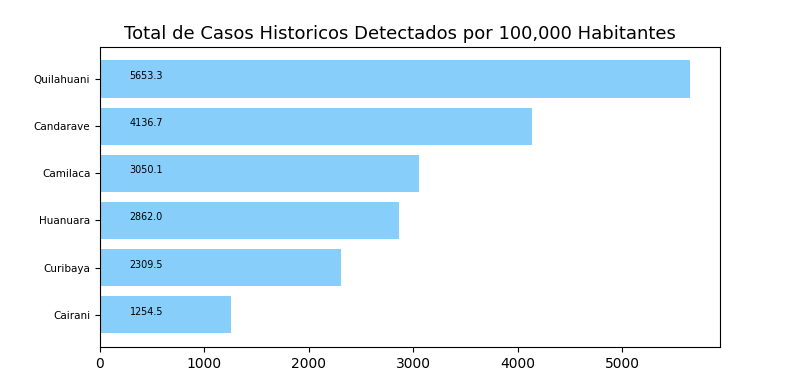 Total de Casos Historicos Detectados por 100,000 Habitantes
Quilahuani 5653.3
Candarave 4136.7
Camilaca 3050.1
Huanuara 2862.0
Curibaya 2309.5
Cairani 1254.5
0 1000 2000 3000 4000 5000